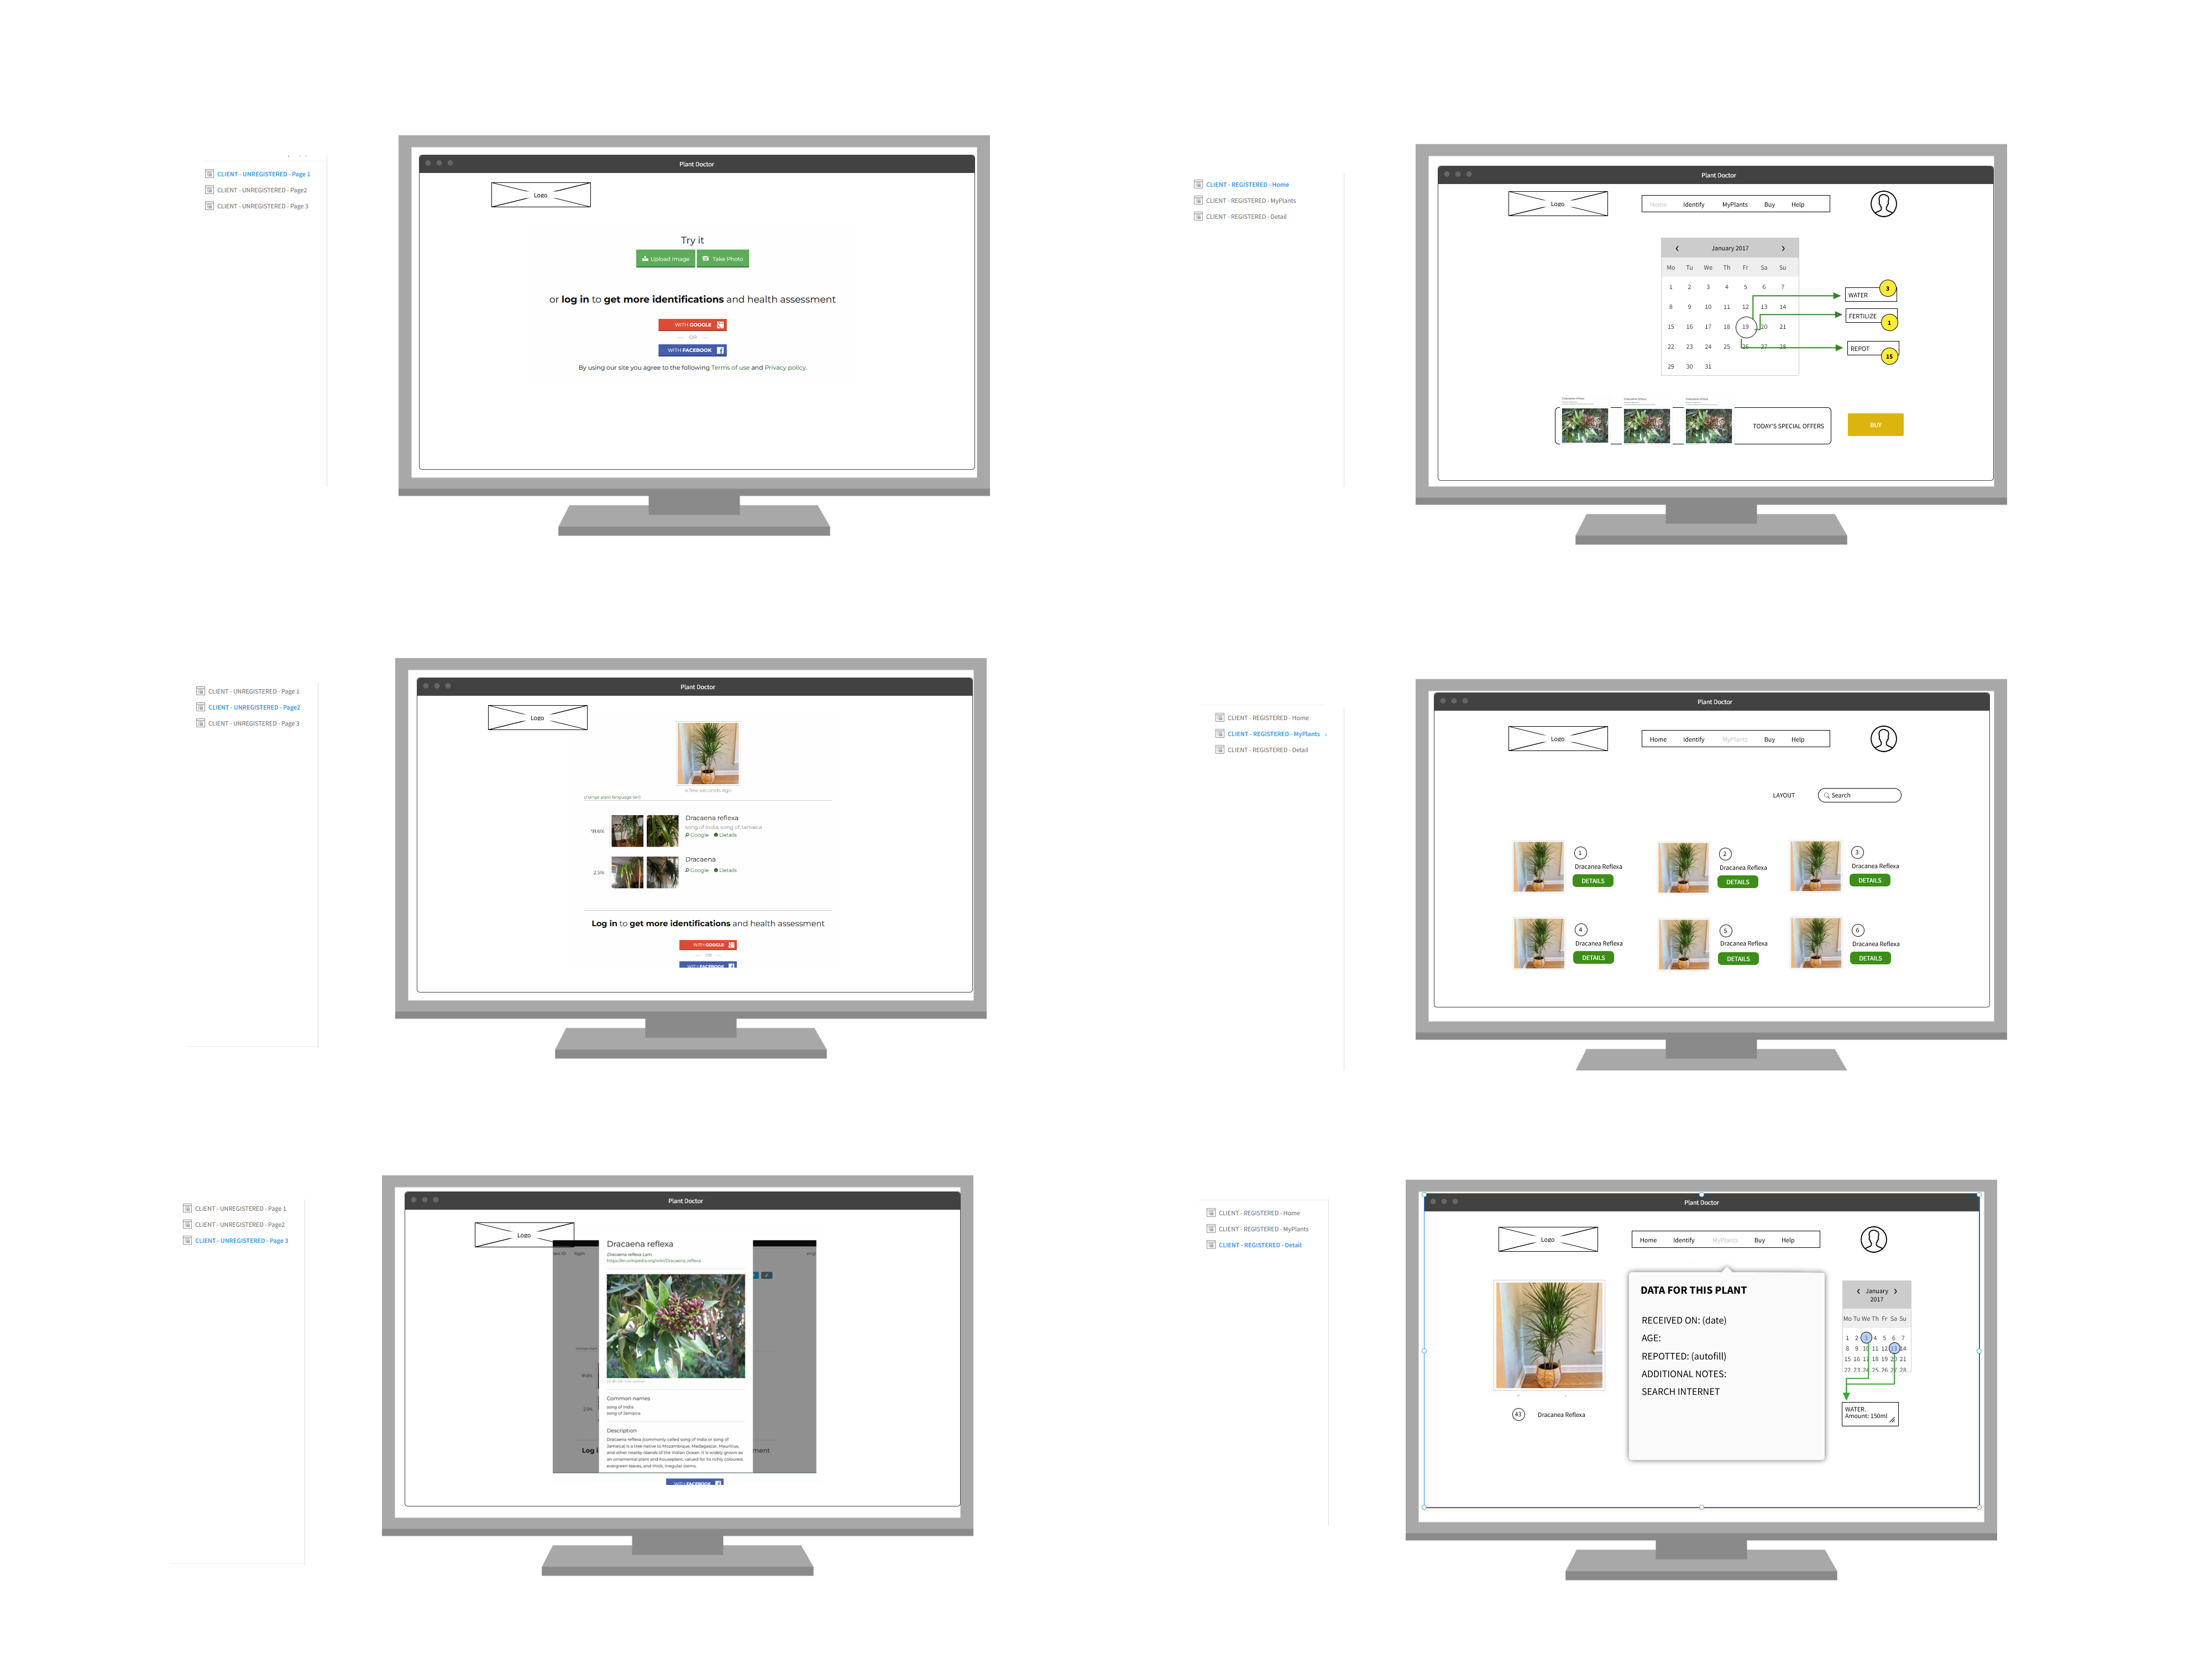 CLIENT - UNREGISTERED - Page 1
CLIENT - UNREGISTERED - Page2
CLIENT - UNREGISTERED - Page 3
Plant Doctor
Logo
Try it
Upload Image
Take Photo
or log in to get more identifications and health assessment
WITH GOOGLE
OR
WITH FACEBOOK
By using our site you agree to the following Terms of use and Privacy policy.
CLIENT - REGISTERED - Home
CLIENT - REGISTERED - MyPlants
CLIENT - REGISTERED - Detail
Plant Doctor
Logo
Home Identify MyPlants Buy Help
January 2017
Mo Tu We Th Fr Sa Su
1 2 3 4 5 6 7
8 9 10 11 12 13 14
15 16 17 18 19 20 21
22 23 24 25 26 27 28
29 30 31
WATER 3
FERTILIZE 1
REPOT 15
TODAY'S SPECIAL OFFERS
BUY
CLIENT - UNREGISTERED - Page 1
CLIENT - UNREGISTERED - Page2
CLIENT - UNREGISTERED - Page 3
Plant Doctor
Logo
a few seconds ago
Dracaena reflexa
song of India, song of Jamaica
Google Details
Dracaena
2.5%
Google Details
Log in to get more identifications and health assessment
WITH GOOGLE
OR
WITH FACEBOOK
CLIENT - REGISTERED - Home
CLIENT - REGISTERED - MyPlants
CLIENT - REGISTERED - Detail
Plant Doctor
Logo
Home Identify MyPlants Buy Help
LAYOUT
Search
1
Dracanea Reflexa
DETAILS
2
Dracanea Reflexa
DETAILS
3
Dracanea Reflexa
DETAILS
4
Dracanea Reflexa
DETAILS
5
Dracanea Reflexa
DETAILS
6
Dracanea Reflexa
DETAILS
CLIENT - UNREGISTERED - Page 1
CLIENT - UNREGISTERED - Page2
CLIENT - UNREGISTERED - Page 3
Plant Doctor
Logo
Dracaena reflexa
Dracaena reflexa Lam.
https://en.wikipedia.org/wiki/Dracaena_reflexa
Common names
song of India
song of Jamaica
Description
Dracaena reflexa (commonly called song of India or song of
Jamaica) is a tree native to Mozambique, Madagascar, Mauritius,
and other nearby islands of the Indian Ocean. It is widely grown as
an ornamental plant and houseplant, valued for its richly coloured,
evergreen leaves, and thick, irregular stems.
Log i
ment
WITH FACEBOOK
CLIENT - REGISTERED - Home
CLIENT - REGISTERED - MyPlants
CLIENT - REGISTERED - Detail
Plant Doctor
Logo
Home Identify MyPlants Buy Help
43 Dracanea Reflexa
DATA FOR THIS PLANT
RECEIVED ON: (date)
AGE:
REPOTTED: (autofill)
ADDITIONAL NOTES:
SEARCH INTERNET
January
2017
Mo Tu We Th Fr Sa Su
1 2 3 4 5 6 7
8 9 10 11 12 13 14
15 16 17 18 19 20 21
22 23 24 25 26 27 28
WATER.
Amount: 150ml